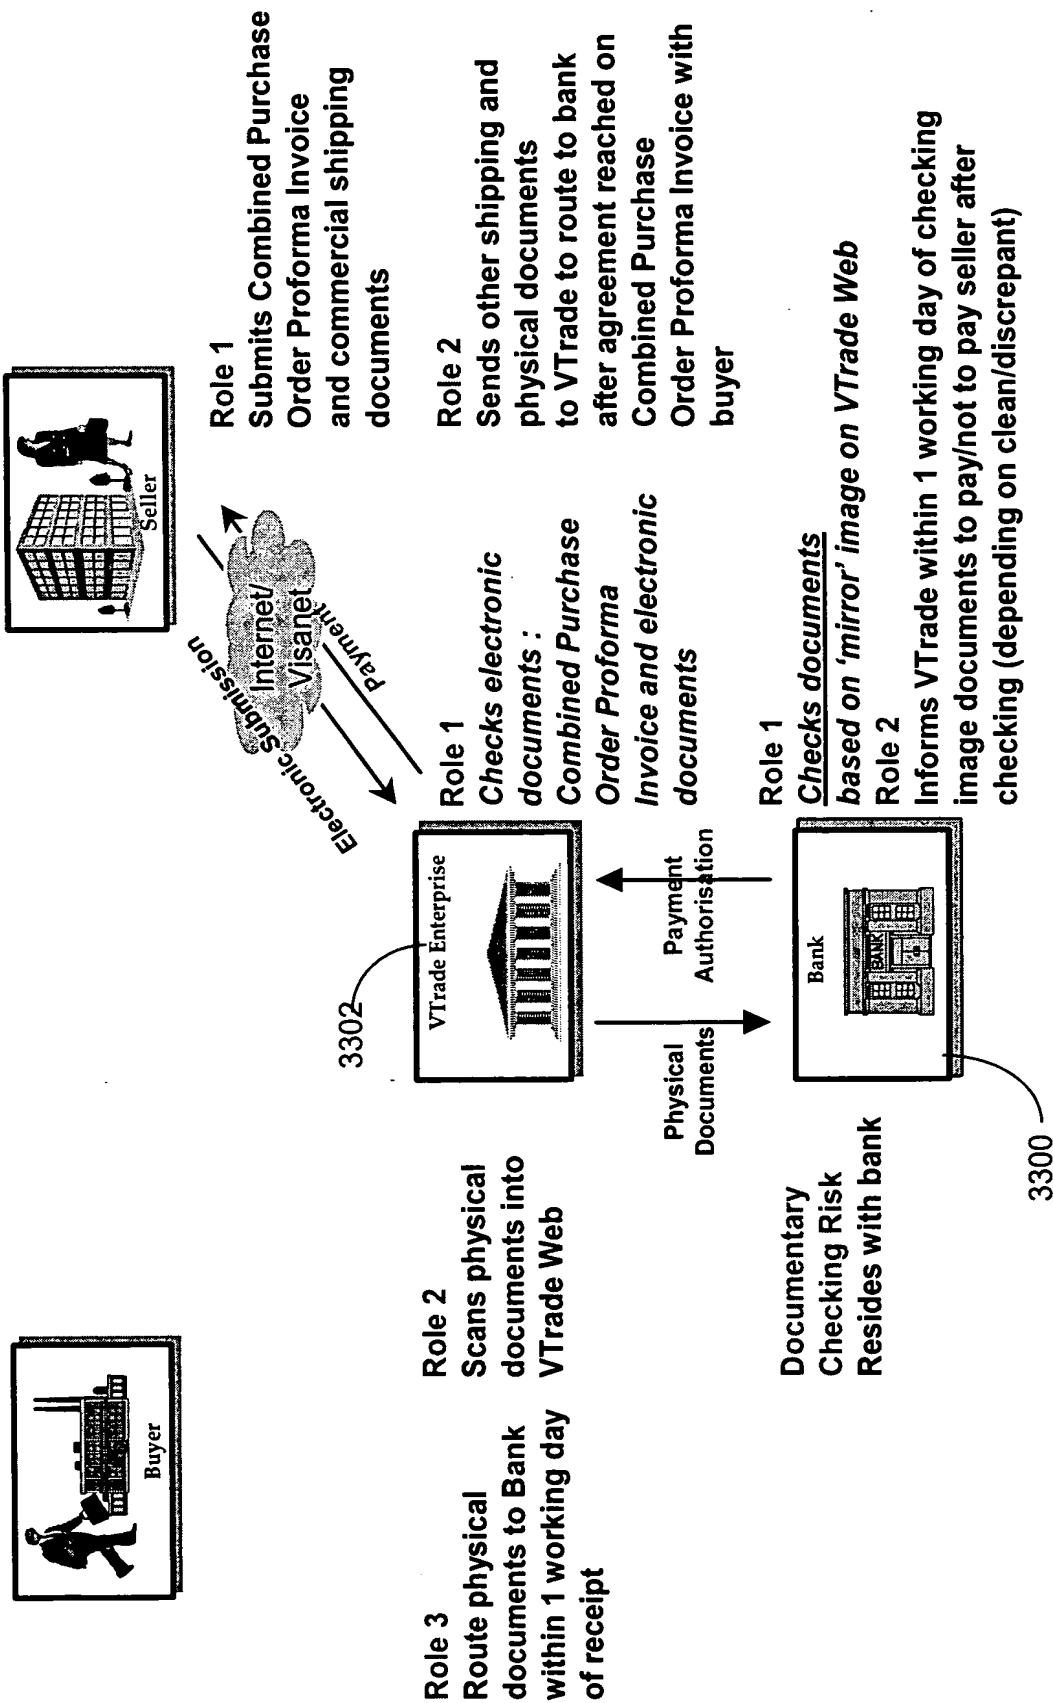 Buyer
Seller
Role 1
Submits Combined Purchase
Order Proforma Invoice
and commercial shipping
documents
Role 2
Sends other shipping and
physical documents
to VTrade to route to bank
after agreement reached on
Combined Purchase
Order Proforma Invoice with
buyer
Electronic Submission
Internet/
Visanet
Payment
3302
VTrade Enterprise
Role 1
Checks electronic
documents :
Combined Purchase
Order Proforma
Invoice and electronic
documents
Role 2
Scans physical
documents into
VTrade Web
Role 3
Route physical
documents to Bank
within 1 working day
of receipt
Physical
Documents
Payment
Authorisation
Bank
BANK
3300
Documentary
Checking Risk
Resides with bank
Role 1
Checks documents
based on 'mirror' image on VTrade Web
Role 2
Informs VTrade within 1 working day of checking
image documents to pay/not to pay seller after
checking (depending on clean/discrepant)